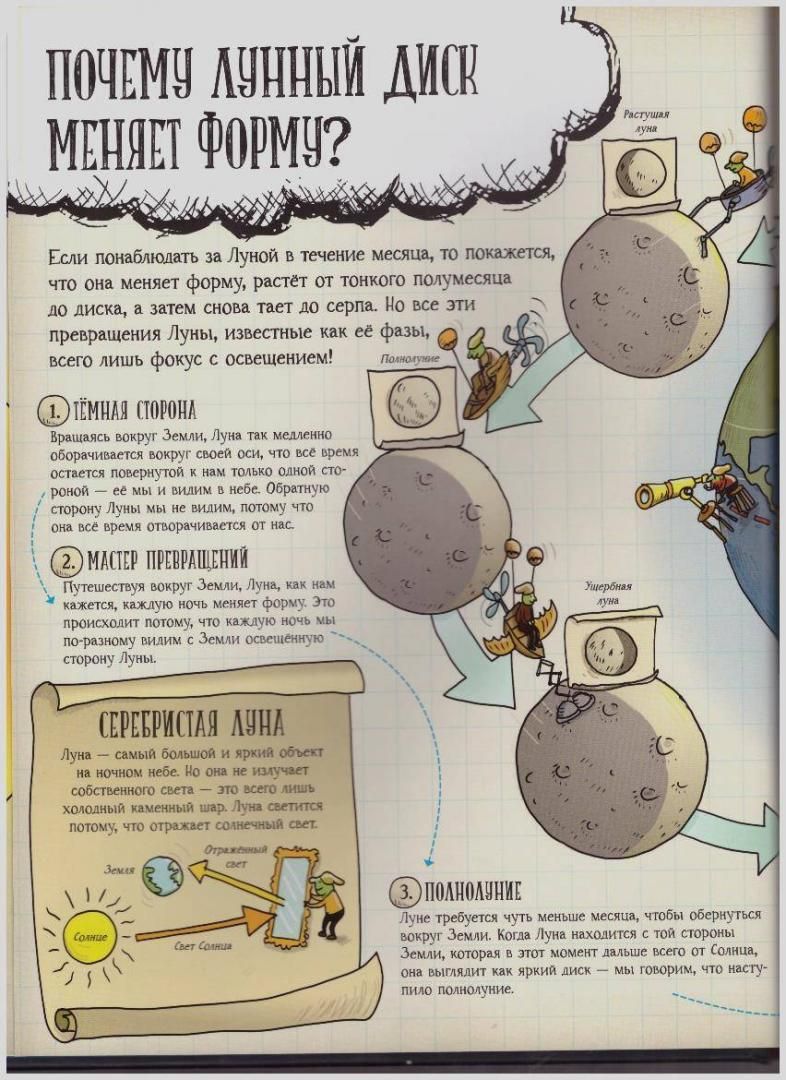 ПОЧЕМУ ЛУННЫЙ ДИСК
МЕНЯЕТ ФОРМУ?
Растущая
луна
Если понаблюдать за Луной в течение месяца, то покажется,
что она меняет форму, растёт от тонкого полумесяца
до диска, а затем снова тает до серпа. Но все эти
превращения Луны, известные как её фазы,
всего лишь фокус с освещением!
Полнолуние
1. ТЁМНАЯ СТОРОНА
Вращаясь вокруг Земли, Луна так медленно
оборачивается вокруг своей оси, что всё время
остается повернутой к нам только одной сто-
роной — её мы и видим в небе. Обратную
сторону Луны мы не видим, потому что
она всё время отворачивается от нас.
2. МАСТЕР ПРЕВРАЩЕНИЙ
Путешествуя вокруг Земли, Луна, как нам
кажется, каждую ночь меняет форму. Это
происходит потому, что каждую ночь мы
по-разному видим с Земли освещённую
сторону Луны.
Ущербная
луна
СЕРЕБРИСТАЯ ЛУНА
Луна — самый большой и яркий объект
на ночном небе. Но она не излучает
собственного света — это всего лишь
холодный каменный шар. Луна светится
потому, что отражает солнечный свет.
Отражённый
свет
Земля
Солнце
Свет Солнца
3. ПОЛНОЛУНИЕ
Луне требуется чуть меньше месяца, чтобы обернуться
вокруг Земли. Когда Луна находится с той стороны
Земли, которая в этот момент дальше всего от Солнца,
она выглядит как яркий диск — мы говорим, что насту-
пило полнолуние.